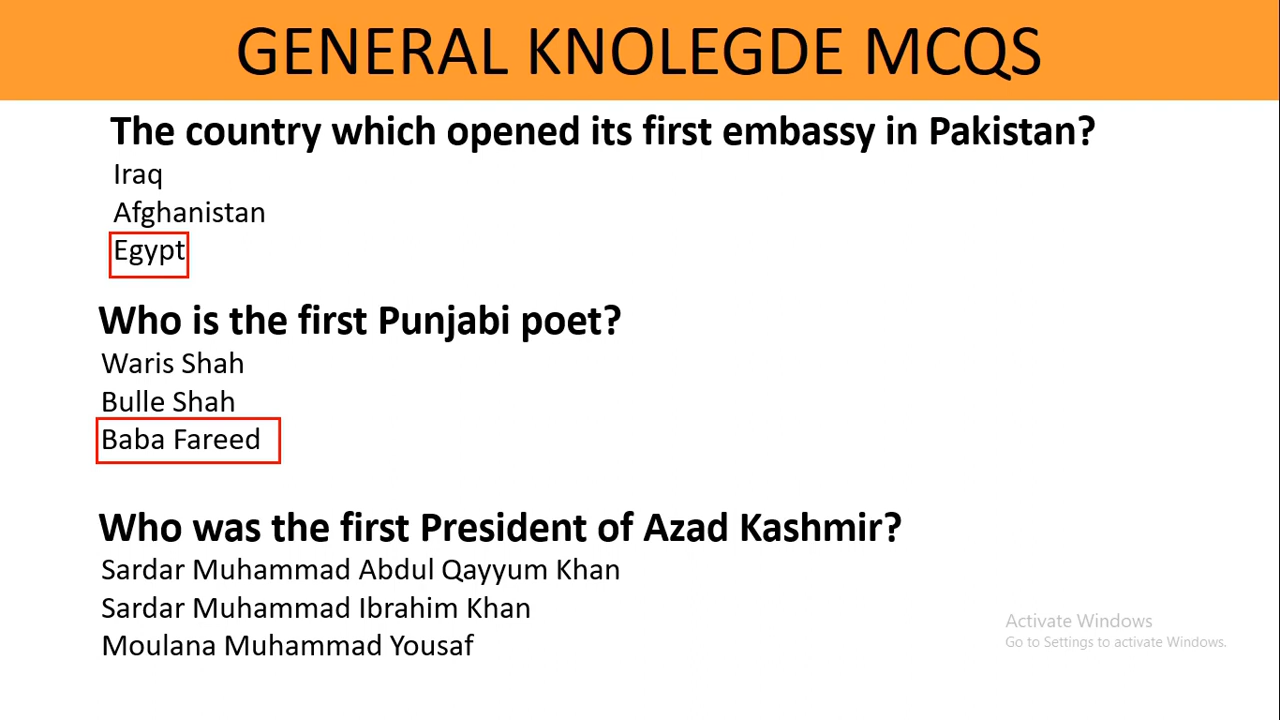 GENERAL KNOLEGDE MCQS
The country which opened its first embassy in Pakistan?
Iraq
Afghanistan
Egypt
Who is the first Punjabi poet?
Waris Shah
Bulle Shah
Baba Fareed
Who was the first President of Azad Kashmir?
Sardar Muhammad Abdul Qayyum Khan
Sardar Muhammad Ibrahim Khan
Moulana Muhammad Yousaf
Activate Windows
Go to Settings to activate Windows.